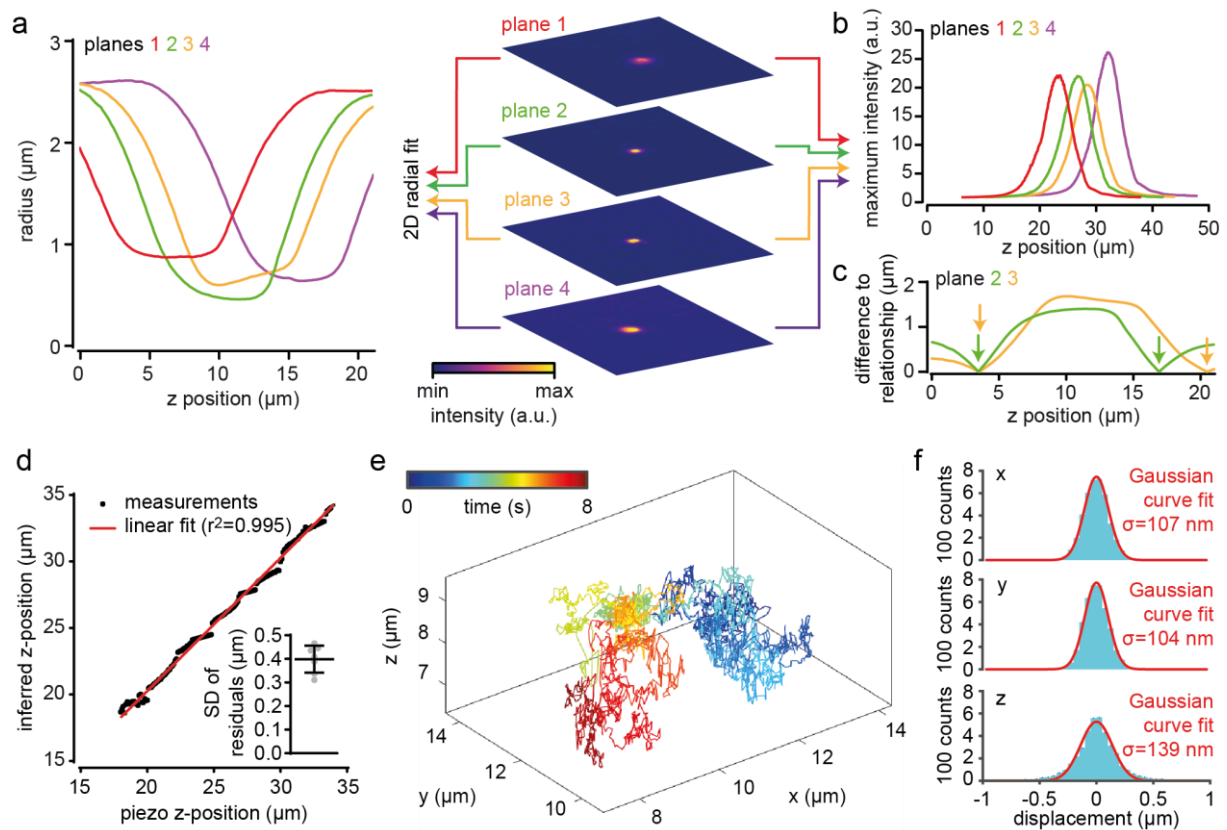 a
planes 1 2 3 4
3
2
1
0
radius (µm)
0 5 10 15 20
z position (µm)
2D radial fit
plane 1
plane 2
plane 3
plane 4
min max
intensity (a.u.)
b
planes 1 2 3 4
30
25
20
15
10
5
0
maximum intensity (a.u.)
0 10 20 30 40 50
z position (µm)
c
plane 2 3
2
1
0
difference to
relationship (µm)
0 5 10 15 20
z position (µm)
d
35
25
15
inferred z-position (µm)
measurements
linear fit (r²=0.995)
0.5
0.4
0.3
0.2
0.1
0.0
SD of
residuals (µm)
15 20 25 30 35
piezo z-position (µm)
e
0 8
time (s)
9
8
7
z (µm)
14
12
10
y (µm)
8
10
12
14
x (µm)
f
x
8
6
4
2
0
100 counts
Gaussian
curve fit
σ=107 nm
y
8
6
4
2
0
100 counts
Gaussian
curve fit
σ=104 nm
z
8
6
4
2
0
100 counts
Gaussian
curve fit
σ=139 nm
-1 -0.5 0 0.5 1
displacement (µm)